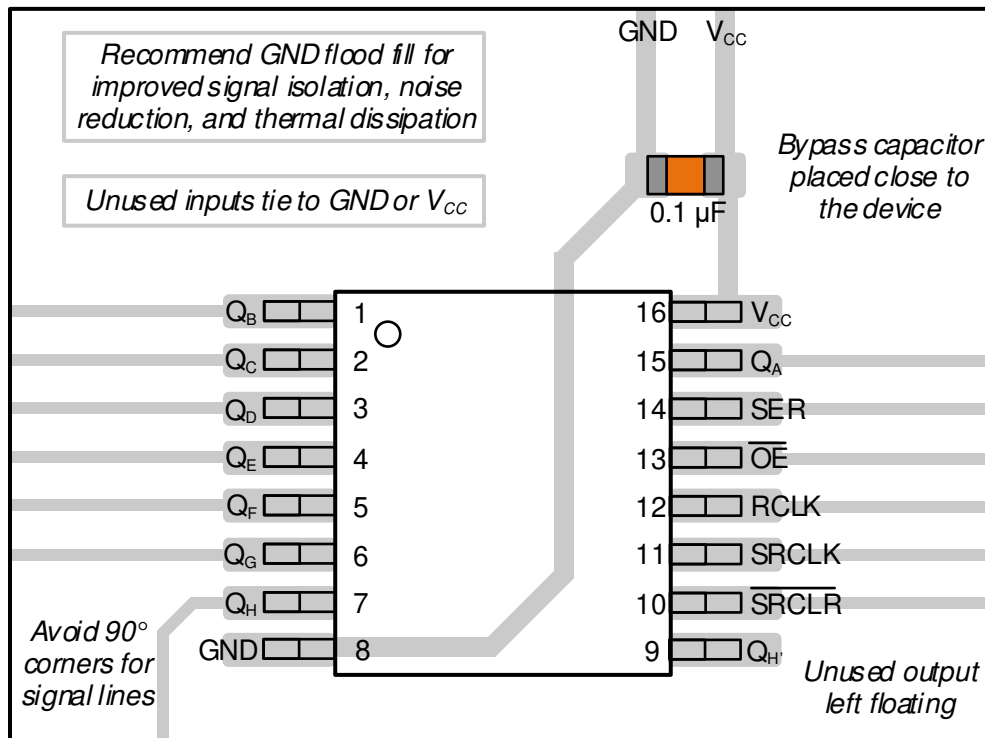 GND V_CC
Recommend GND flood fill for
improved signal isolation, noise
reduction, and thermal dissipation
Unused inputs tie to GND or V_CC
Bypass capacitor
placed close to
the device
0.1 µF
Q_B 1
Q_C 2
Q_D 3
Q_E 4
Q_F 5
Q_G 6
Q_H 7
GND 8
16 V_CC
15 Q_A
14 SER
13 O̅E̅
12 RCLK
11 SRCLK
10 S̅R̅C̅L̅R̅
9 Q_H'
Avoid 90°
corners for
signal lines
Unused output
left floating